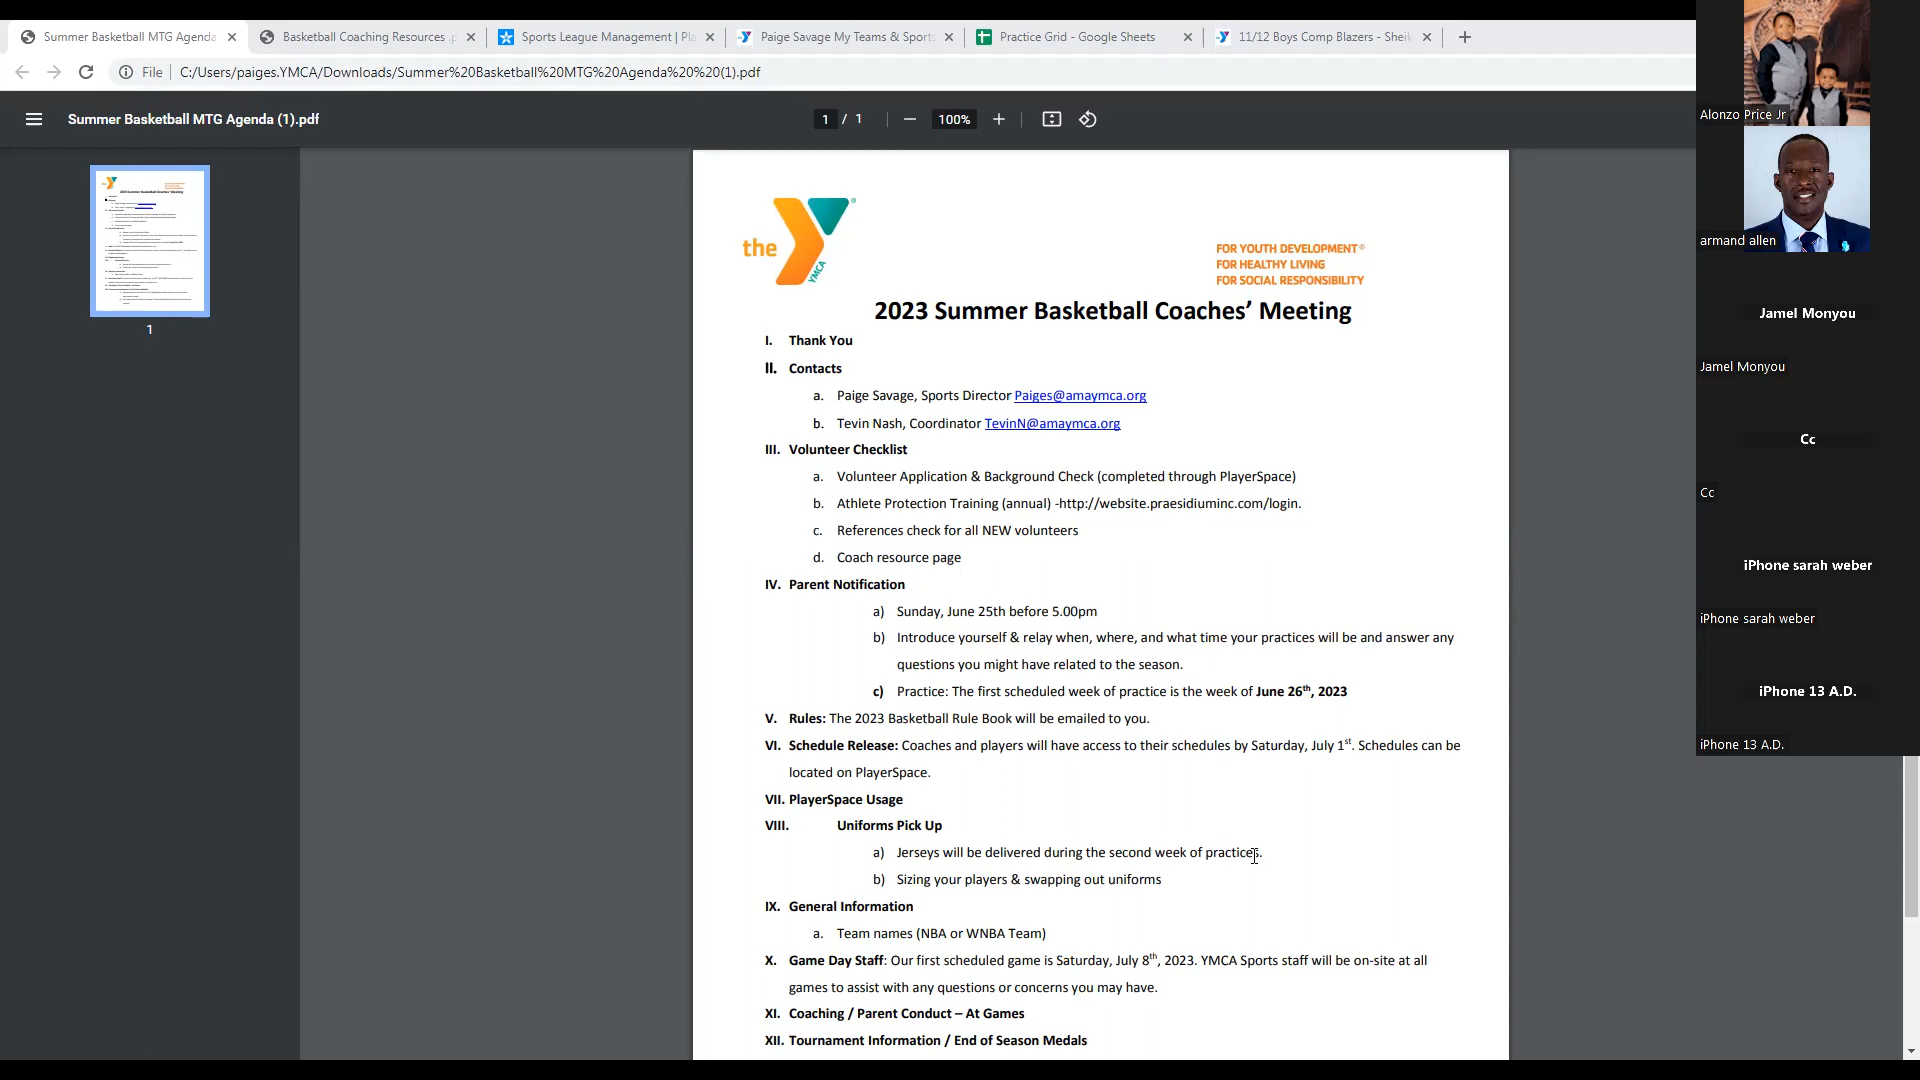 Summer Basketball MTG Agenda
Basketball Coaching Resources .p
Sports League Management | Pla
Paige Savage My Teams & Sports
Practice Grid - Google Sheets
11/12 Boys Comp Blazers - Sheik
File
C:/Users/paiges.YMCA/Downloads/Summer%20Basketball%20MTG%20Agenda%20%20(1).pdf
Summer Basketball MTG Agenda (1).pdf
1 / 1
100%
1
the YMCA
FOR YOUTH DEVELOPMENT®
FOR HEALTHY LIVING
FOR SOCIAL RESPONSIBILITY
2023 Summer Basketball Coaches’ Meeting
I. Thank You
II. Contacts
a. Paige Savage, Sports Director Paiges@amaymca.org
b. Tevin Nash, Coordinator TevinN@amaymca.org
III. Volunteer Checklist
a. Volunteer Application & Background Check (completed through PlayerSpace)
b. Athlete Protection Training (annual) -http://website.praesidiuminc.com/login.
c. References check for all NEW volunteers
d. Coach resource page
IV. Parent Notification
a) Sunday, June 25th before 5.00pm
b) Introduce yourself & relay when, where, and what time your practices will be and answer any
questions you might have related to the season.
c) Practice: The first scheduled week of practice is the week of June 26th, 2023
V. Rules: The 2023 Basketball Rule Book will be emailed to you.
VI. Schedule Release: Coaches and players will have access to their schedules by Saturday, July 1st. Schedules can be
located on PlayerSpace.
VII. PlayerSpace Usage
VIII. Uniforms Pick Up
a) Jerseys will be delivered during the second week of practices.
b) Sizing your players & swapping out uniforms
IX. General Information
a. Team names (NBA or WNBA Team)
X. Game Day Staff: Our first scheduled game is Saturday, July 8th, 2023. YMCA Sports staff will be on-site at all
games to assist with any questions or concerns you may have.
XI. Coaching / Parent Conduct – At Games
XII. Tournament Information / End of Season Medals
Alonzo Price Jr
armand allen
Jamel Monyou
Jamel Monyou
Cc
Cc
iPhone sarah weber
iPhone sarah weber
iPhone 13 A.D.
iPhone 13 A.D.